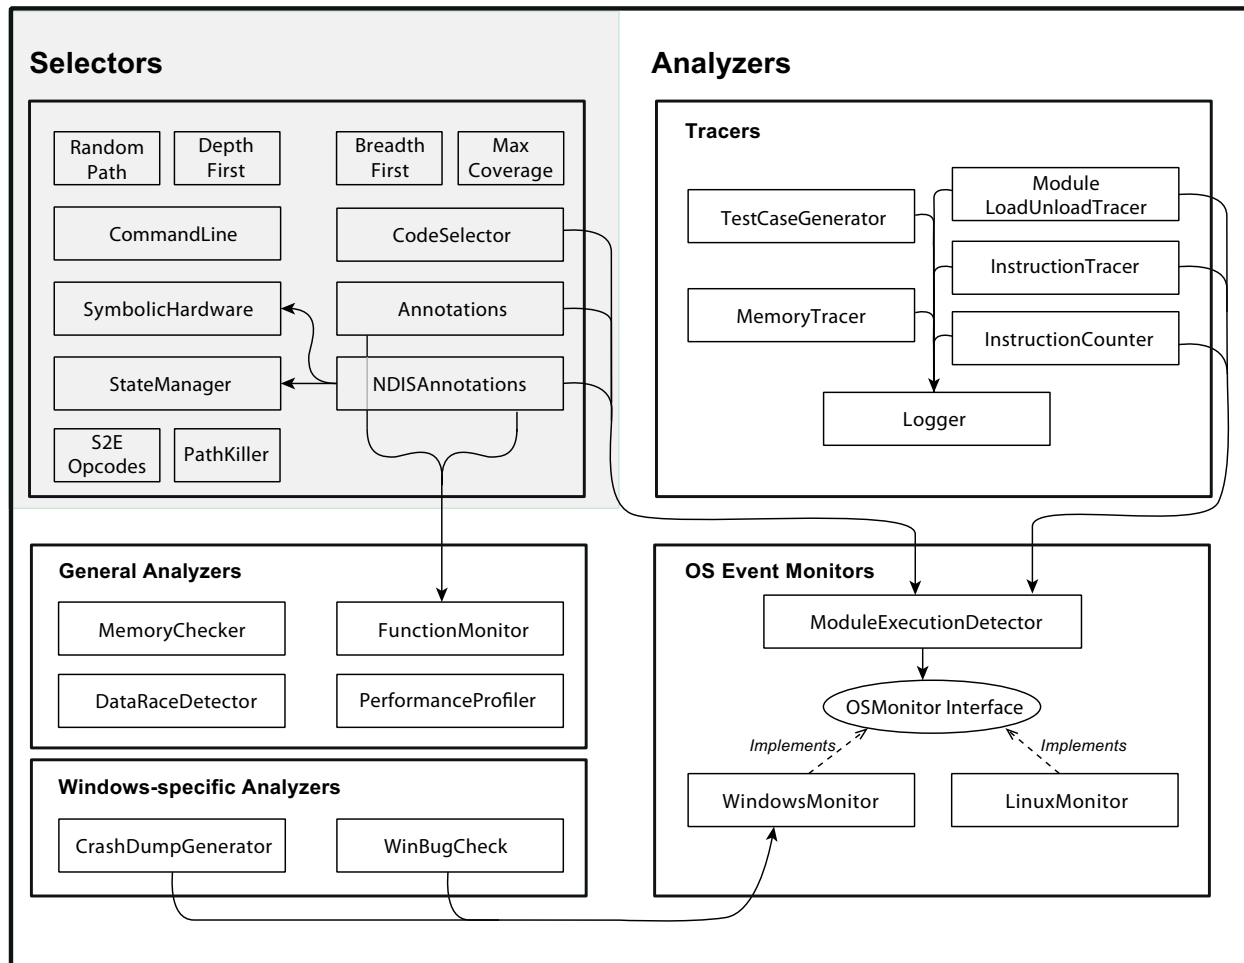 Selectors
Random
Path
Depth
First
Breadth
First
Max
Coverage
CommandLine
CodeSelector
SymbolicHardware
Annotations
StateManager
NDISAnnotations
S2E
Opcodes
PathKiller
Analyzers
Tracers
TestCaseGenerator
Module
LoadUnloadTracer
InstructionTracer
MemoryTracer
InstructionCounter
Logger
General Analyzers
MemoryChecker
FunctionMonitor
DataRaceDetector
PerformanceProfiler
OS Event Monitors
ModuleExecutionDetector
OSMonitor Interface
Implements
Implements
WindowsMonitor
LinuxMonitor
Windows-specific Analyzers
CrashDumpGenerator
WinBugCheck